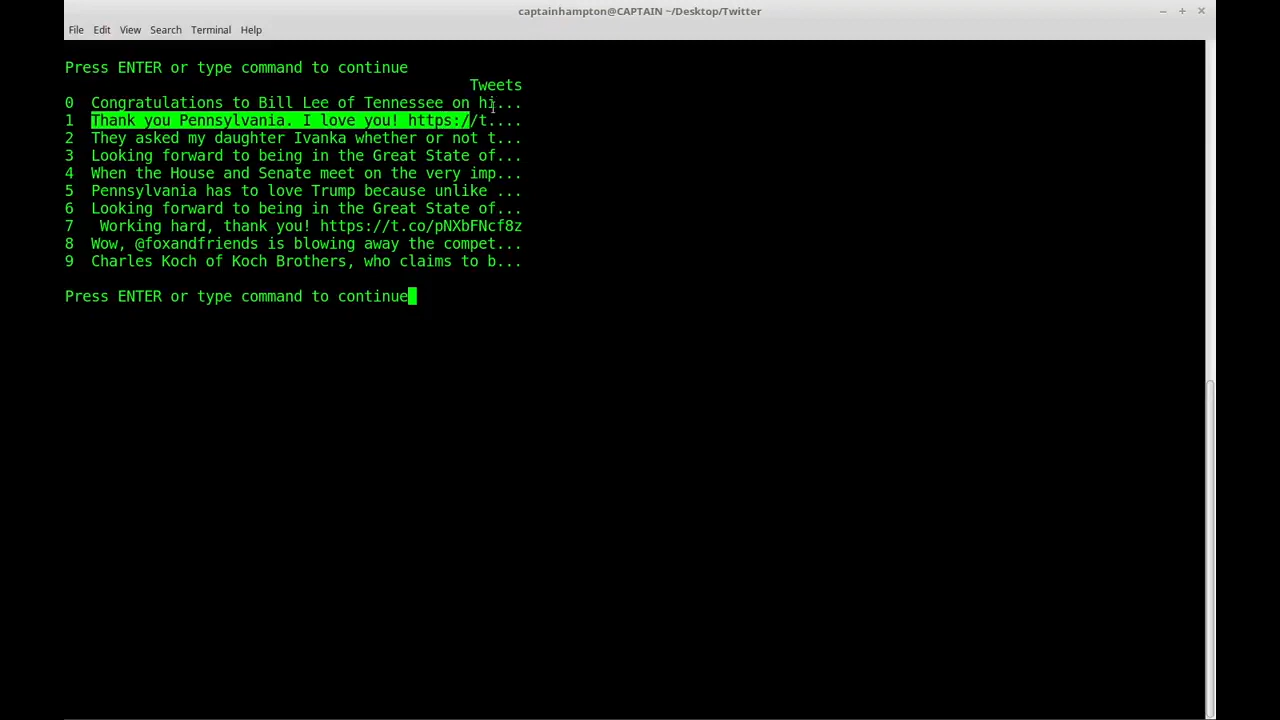 captainhampton@CAPTAIN ~/Desktop/Twitter
File Edit View Search Terminal Help
Press ENTER or type command to continue
Tweets
0 Congratulations to Bill Lee of Tennessee on hi...
1 Thank you Pennsylvania. I love you! https://t....
2 They asked my daughter Ivanka whether or not t...
3 Looking forward to being in the Great State of...
4 When the House and Senate meet on the very imp...
5 Pennsylvania has to love Trump because unlike ...
6 Looking forward to being in the Great State of...
7 Working hard, thank you! https://t.co/pNXbFNcf8z
8 Wow, @foxandfriends is blowing away the compet...
9 Charles Koch of Koch Brothers, who claims to b...
Press ENTER or type command to continue